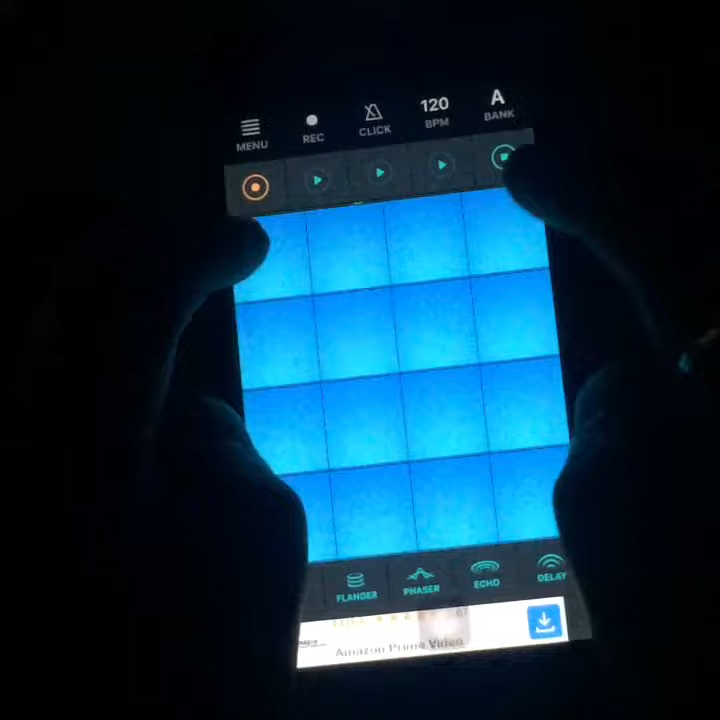 MENU REC CLICK 120 BPM A BANK
FLANGER PHASER ECHO DELAY
Amazon Prime Video